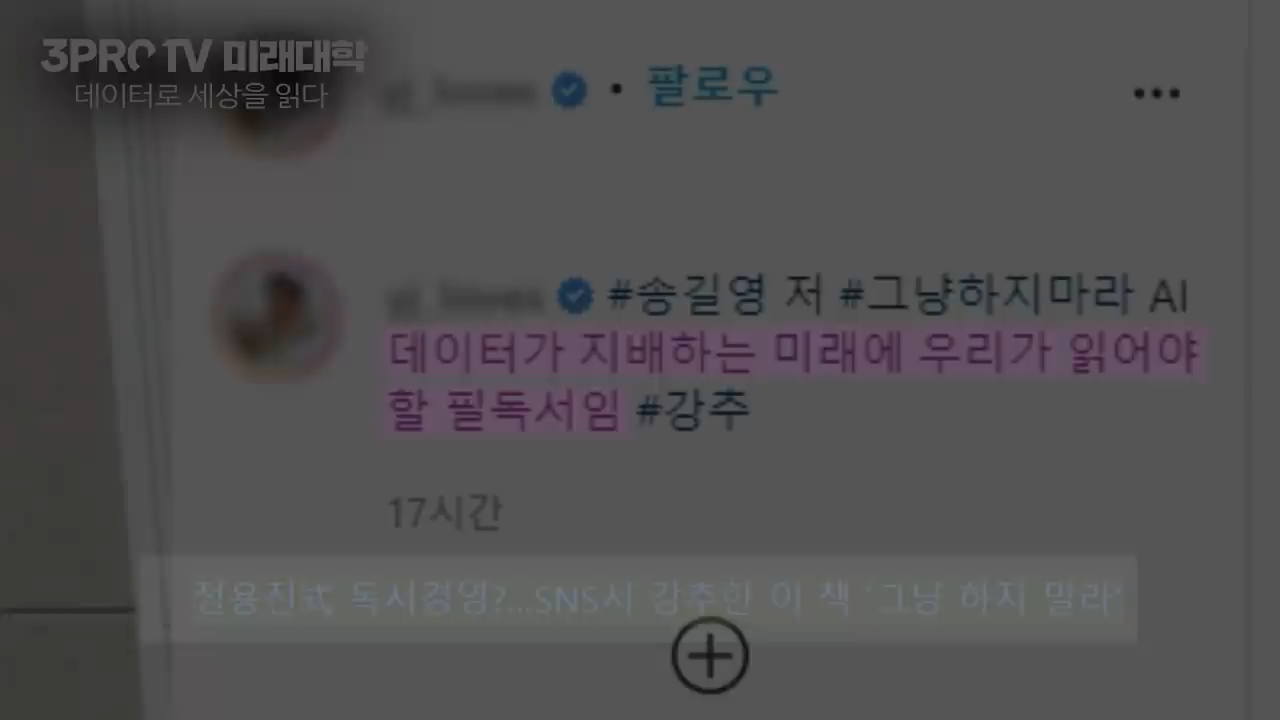 3PRO TV 미래대학
데이터로 세상을 읽다
• 팔로우
#송길영 저 #그냥하지마라 AI
데이터가 지배하는 미래에 우리가 읽어야
할 필독서임 #강추
17시간
독서경영?...SNS서 강추한 이 책 '그냥 하지 말라'